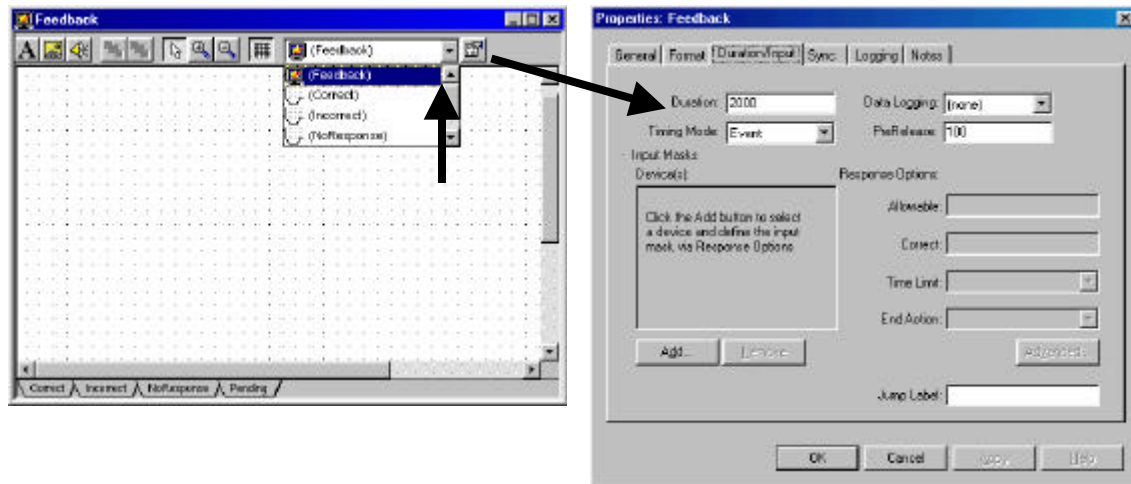 Feedback
A (Feedback)
(Feedback)
(Correct)
(Incorrect)
(NoResponse)
Correct Incorrect NoResponse Pending
Properties: Feedback
General Format Duration/Input Sync Logging Notes
Duration: 2000 Data Logging: (none)
Timing Mode: Event PreRelease: 100
Input Masks
Device(s): Response Options:
Click the Add button to select
a device and define the input
mask via Response Options
Allowable:
Correct:
Time Limit:
End Action:
Add... Remove Advanced...
Jump Label:
OK Cancel Apply Help